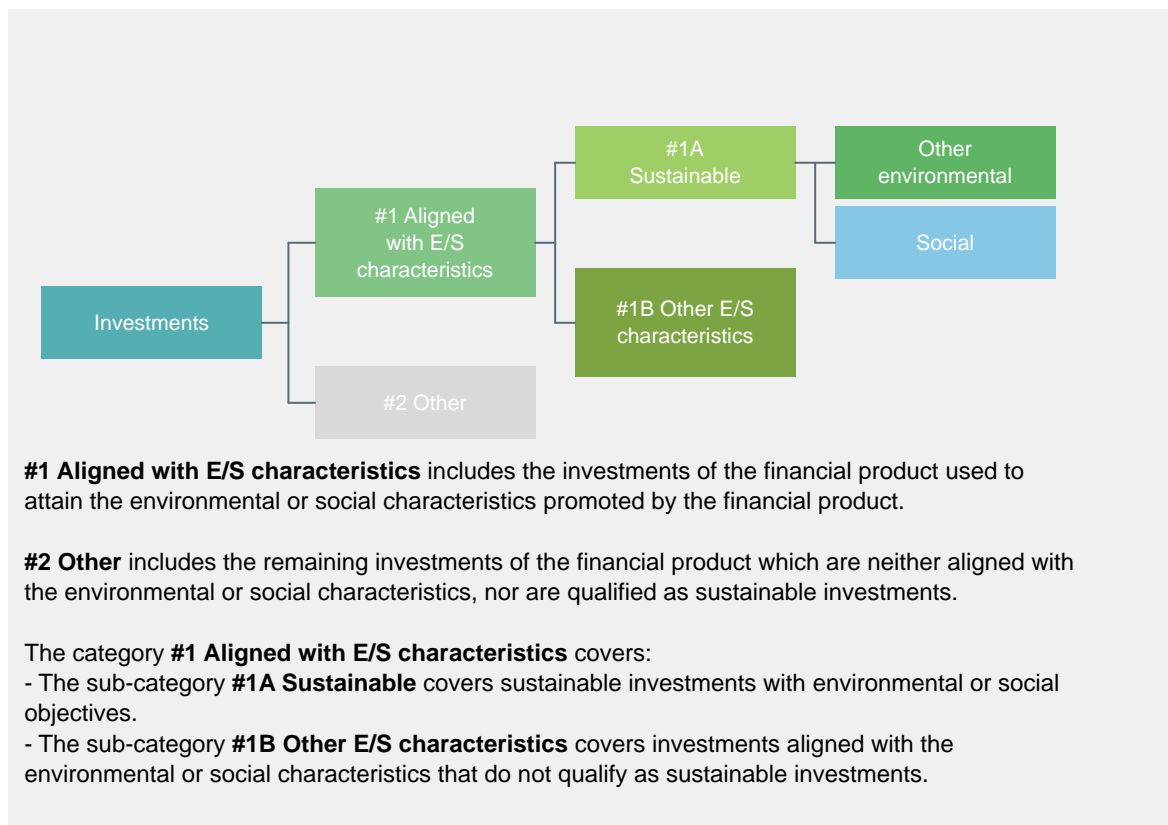 #1A
Sustainable
Other
environmental
#1 Aligned
with E/S
characteristics
Social
Investments
#1B Other E/S
characteristics
#2 Other
#1 Aligned with E/S characteristics includes the investments of the financial product used to
attain the environmental or social characteristics promoted by the financial product.
#2 Other includes the remaining investments of the financial product which are neither aligned with
the environmental or social characteristics, nor are qualified as sustainable investments.
The category #1 Aligned with E/S characteristics covers:
- The sub-category #1A Sustainable covers sustainable investments with environmental or social
objectives.
- The sub-category #1B Other E/S characteristics covers investments aligned with the
environmental or social characteristics that do not qualify as sustainable investments.